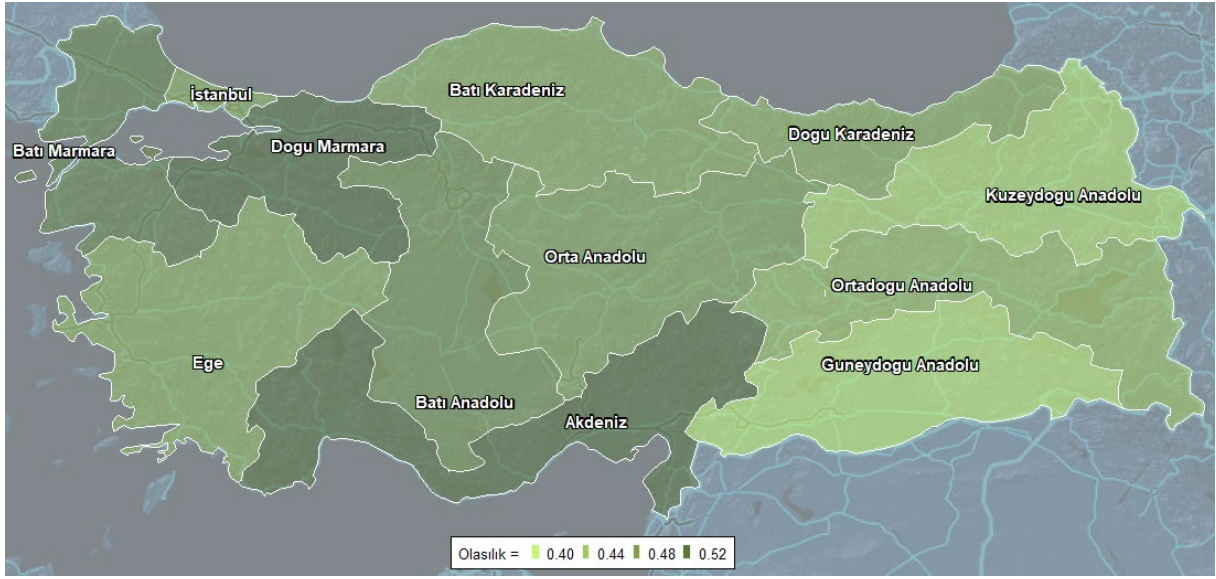 İstanbul
Batı Karadeniz
Batı Marmara
Dogu Marmara
Dogu Karadeniz
Kuzeydogu Anadolu
Orta Anadolu
Ortadogu Anadolu
Ege
Guneydogu Anadolu
Batı Anadolu
Akdeniz
Olasılık = 0.40 0.44 0.48 0.52